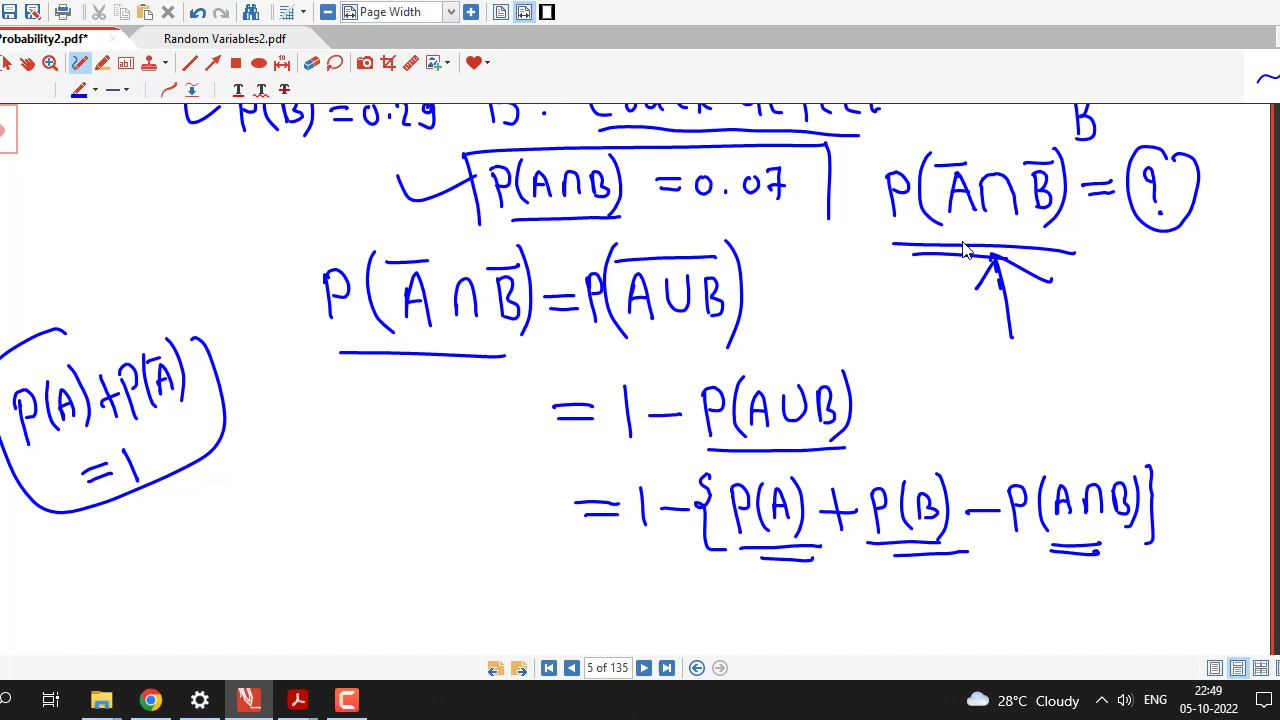 Page Width
Probability2.pdf*
Random Variables2.pdf
P(B) = 0.29
B
P(A∩B) = 0.07
P(A̅∩B̅) = ?
P(A̅ ∩ B̅) = P(A̅ ̅∪̅ ̅B̅)
P(A)+P(A̅)
= 1
= 1 − P(A∪B)
= 1 − {P(A) + P(B) − P(A∩B)}
5 of 135
28°C Cloudy
ENG
22:49
05-10-2022